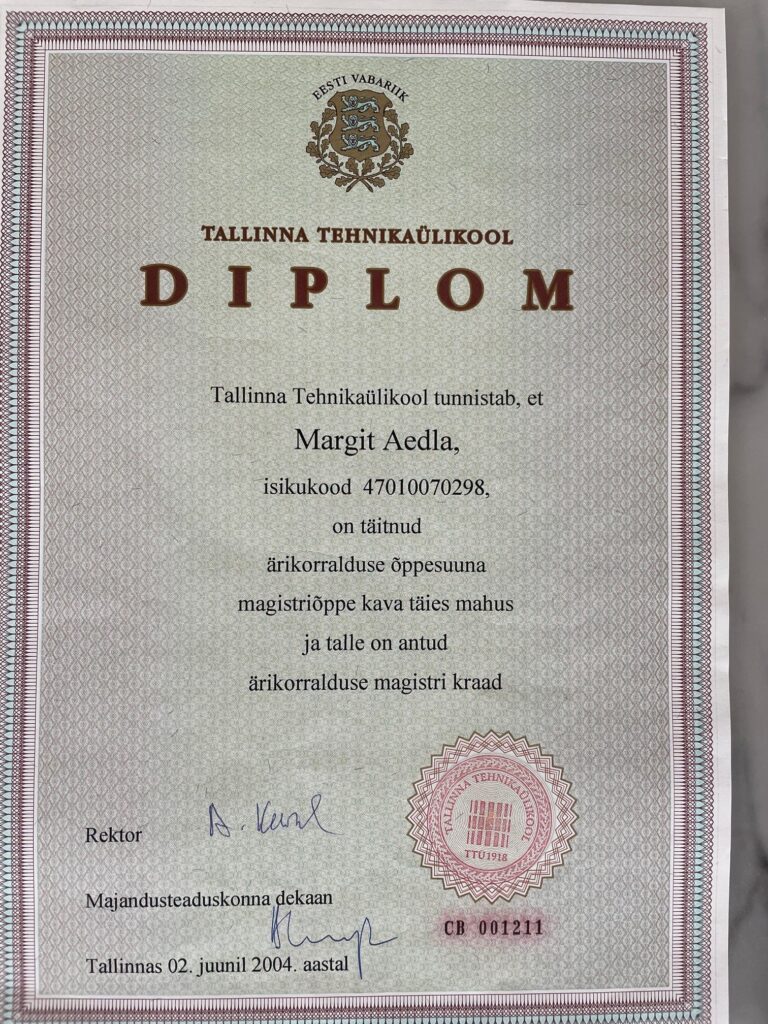 EESTI VABARIIK
TALLINNA TEHNIKAÜLIKOOL
DIPLOM
Tallinna Tehnikaülikool tunnistab, et
Margit Aedla,
isikukood 47010070298,
on täitnud
ärikorralduse õppesuuna
magistriõppe kava täies mahus
ja talle on antud
ärikorralduse magistri kraad
TALLINNA TEHNIKAÜLIKOOL
TTÜ 1918
Rektor
Majandusteaduskonna dekaan
CB 001211
Tallinnas 02. juunil 2004. aastal